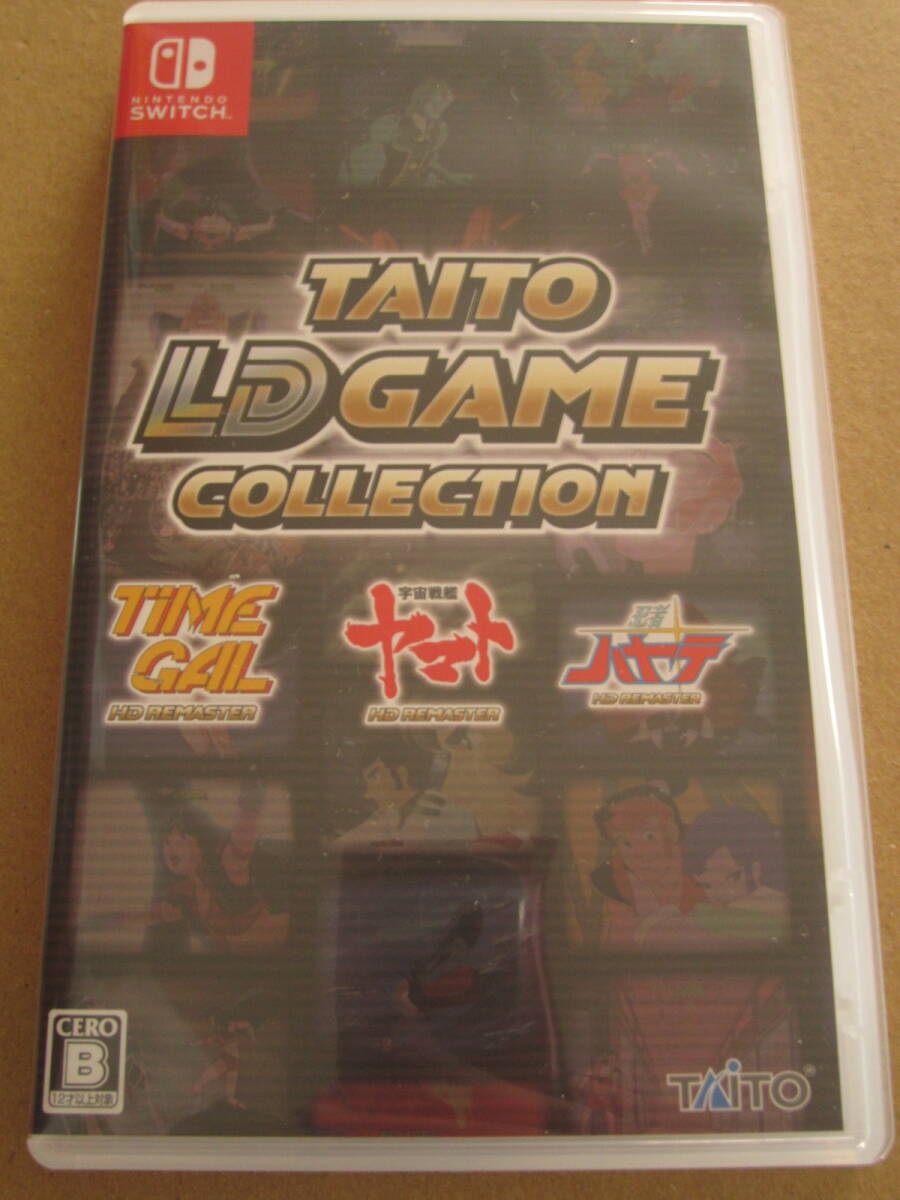 NINTENDO
SWITCH™
TAITO
LD GAME
COLLECTION
TIME
GAL
HD REMASTER
宇宙戦艦
ヤマト
HD REMASTER
忍者
ハヤテ
HD REMASTER
CERO
B
12才以上対象
TAITO®